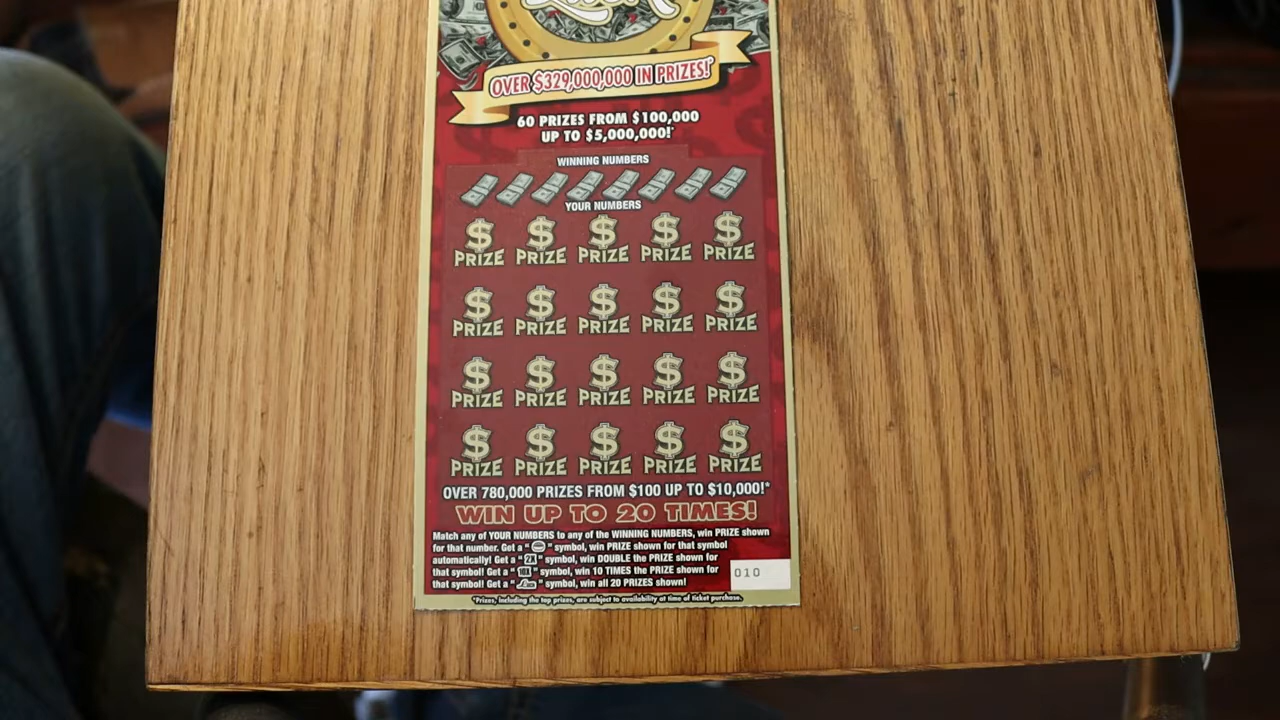 OVER $329,000,000 IN PRIZES!*
60 PRIZES FROM $100,000
UP TO $5,000,000!*
WINNING NUMBERS
YOUR NUMBERS
$ $ $ $ $
PRIZE PRIZE PRIZE PRIZE PRIZE
$ $ $ $ $
PRIZE PRIZE PRIZE PRIZE PRIZE
$ $ $ $ $
PRIZE PRIZE PRIZE PRIZE PRIZE
$ $ $ $ $
PRIZE PRIZE PRIZE PRIZE PRIZE
OVER 780,000 PRIZES FROM $100 UP TO $10,000!*
WIN UP TO 20 TIMES!
Match any of YOUR NUMBERS to any of the WINNING NUMBERS, win PRIZE shown
for that number. Get a " " symbol, win PRIZE shown for that symbol
automatically! Get a "2X" symbol, win DOUBLE the PRIZE shown for
that symbol! Get a "10X" symbol, win 10 TIMES the PRIZE shown for
that symbol! Get a " " symbol, win all 20 PRIZES shown!
010
*Prizes, including the top prizes, are subject to availability at time of ticket purchase.